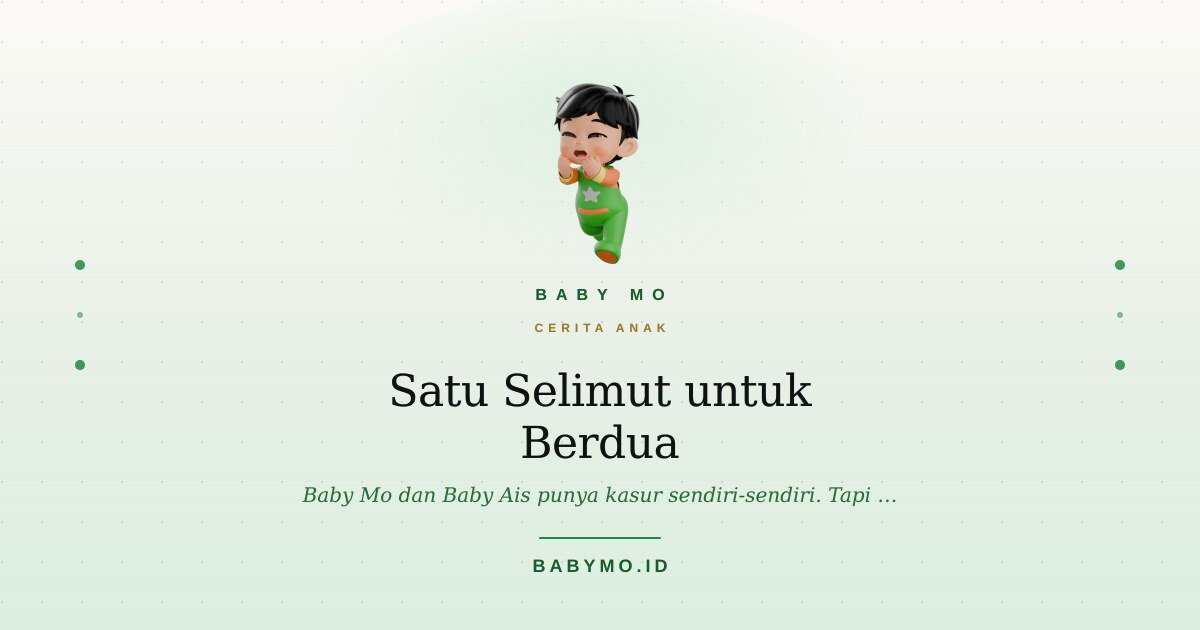 BABY MO
CERITA ANAK
Satu Selimut untuk
Berdua
Baby Mo dan Baby Ais punya kasur sendiri-sendiri. Tapi ...
BABYMO.ID